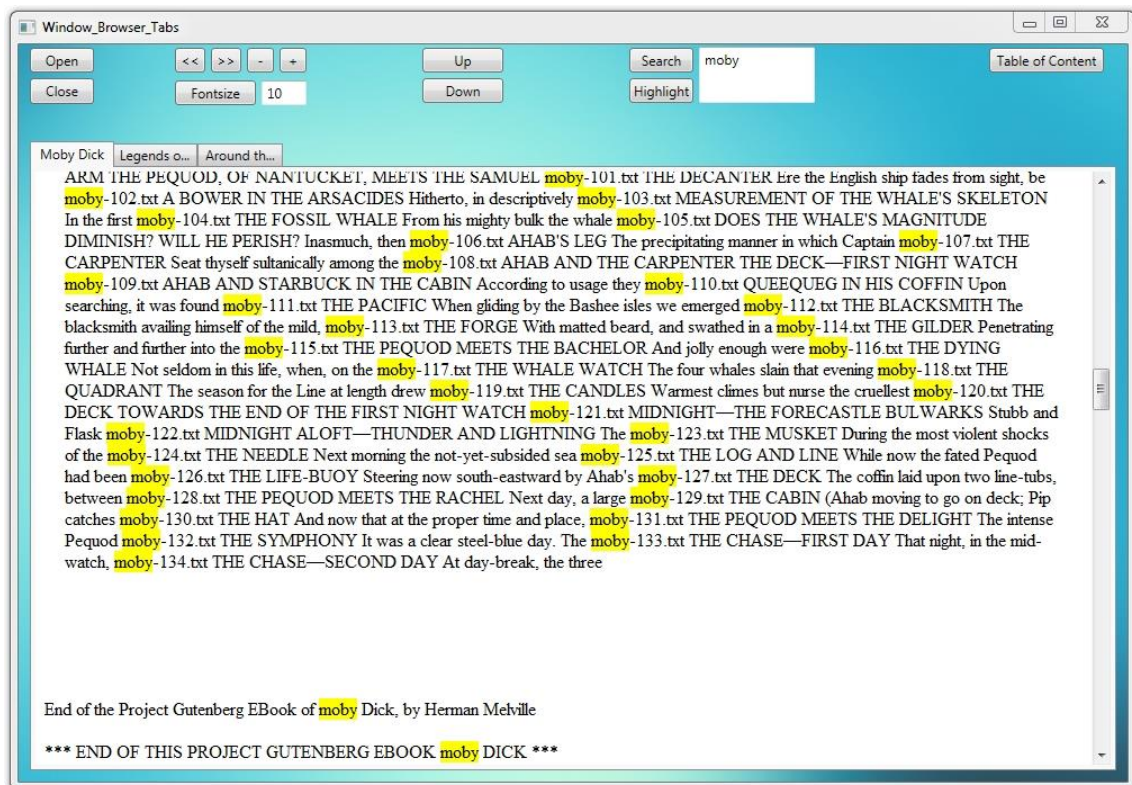 Window_Browser_Tabs
Open << >> - + Up Search moby Table of Content
Close Fontsize 10 Down Highlight
Moby Dick Legends o... Around th...
ARM THE PEQUOD, OF NANTUCKET, MEETS THE SAMUEL moby-101.txt THE DECANTER Ere the English ship fades from sight, be
moby-102.txt A BOWER IN THE ARSACIDES Hitherto, in descriptively moby-103.txt MEASUREMENT OF THE WHALE'S SKELETON
In the first moby-104.txt THE FOSSIL WHALE From his mighty bulk the whale moby-105.txt DOES THE WHALE'S MAGNITUDE
DIMINISH? WILL HE PERISH? Inasmuch, then moby-106.txt AHAB'S LEG The precipitating manner in which Captain moby-107.txt THE
CARPENTER Seat thyself sultanically among the moby-108.txt AHAB AND THE CARPENTER THE DECK—FIRST NIGHT WATCH
moby-109.txt AHAB AND STARBUCK IN THE CABIN According to usage they moby-110.txt QUEEQUEG IN HIS COFFIN Upon
searching, it was found moby-111.txt THE PACIFIC When gliding by the Bashee isles we emerged moby-112.txt THE BLACKSMITH The
blacksmith availing himself of the mild, moby-113.txt THE FORGE With matted beard, and swathed in a moby-114.txt THE GILDER Penetrating
further and further into the moby-115.txt THE PEQUOD MEETS THE BACHELOR And jolly enough were moby-116.txt THE DYING
WHALE Not seldom in this life, when, on the moby-117.txt THE WHALE WATCH The four whales slain that evening moby-118.txt THE
QUADRANT The season for the Line at length drew moby-119.txt THE CANDLES Warmest climes but nurse the cruellest moby-120.txt THE
DECK TOWARDS THE END OF THE FIRST NIGHT WATCH moby-121.txt MIDNIGHT—THE FORECASTLE BULWARKS Stubb and
Flask moby-122.txt MIDNIGHT ALOFT—THUNDER AND LIGHTNING The moby-123.txt THE MUSKET During the most violent shocks
of the moby-124.txt THE NEEDLE Next morning the not-yet-subsided sea moby-125.txt THE LOG AND LINE While now the fated Pequod
had been moby-126.txt THE LIFE-BUOY Steering now south-eastward by Ahab's moby-127.txt THE DECK The coffin laid upon two line-tubs,
between moby-128.txt THE PEQUOD MEETS THE RACHEL Next day, a large moby-129.txt THE CABIN (Ahab moving to go on deck; Pip
catches moby-130.txt THE HAT And now that at the proper time and place, moby-131.txt THE PEQUOD MEETS THE DELIGHT The intense
Pequod moby-132.txt THE SYMPHONY It was a clear steel-blue day. The moby-133.txt THE CHASE—FIRST DAY That night, in the mid-
watch, moby-134.txt THE CHASE—SECOND DAY At day-break, the three
End of the Project Gutenberg EBook of moby Dick, by Herman Melville
*** END OF THIS PROJECT GUTENBERG EBOOK moby DICK ***